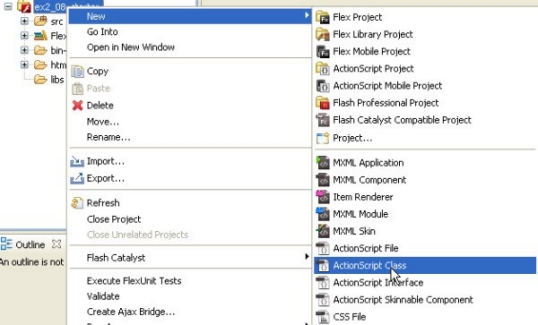 ex2_08_starter
src
Flex
bin-
htm
libs
Outline
An outline is not
New
Go Into
Open in New Window
Copy
Paste
Delete
Move...
Rename...
Import...
Export...
Refresh
Close Project
Close Unrelated Projects
Flash Catalyst
Execute FlexUnit Tests
Validate
Create Ajax Bridge...
Flex Project
Flex Library Project
Flex Mobile Project
ActionScript Project
ActionScript Mobile Project
Flash Professional Project
Flash Catalyst Compatible Project
Project...
MXML Application
MXML Component
Item Renderer
MXML Module
MXML Skin
ActionScript File
ActionScript Class
ActionScript Interface
ActionScript Skinnable Component
CSS File